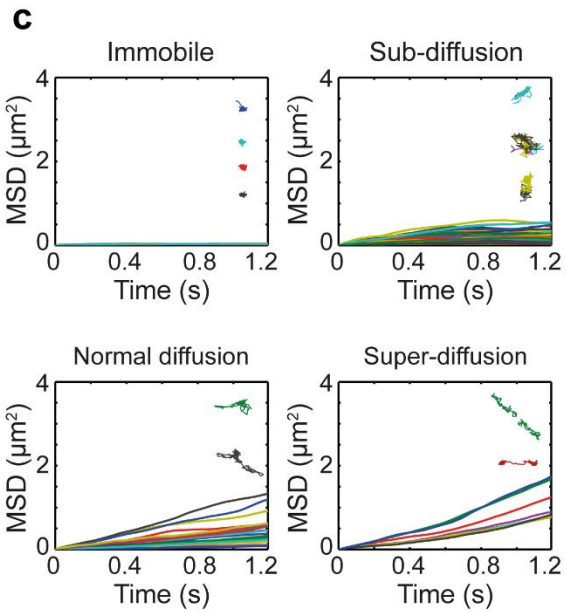 c
Immobile
Sub-diffusion
4
2
0
MSD (µm²)
0 0.4 0.8 1.2
Time (s)
4
2
0
MSD (µm²)
0 0.4 0.8 1.2
Time (s)
Normal diffusion
Super-diffusion
4
2
0
MSD (µm²)
0 0.4 0.8 1.2
Time (s)
4
2
0
MSD (µm²)
0 0.4 0.8 1.2
Time (s)